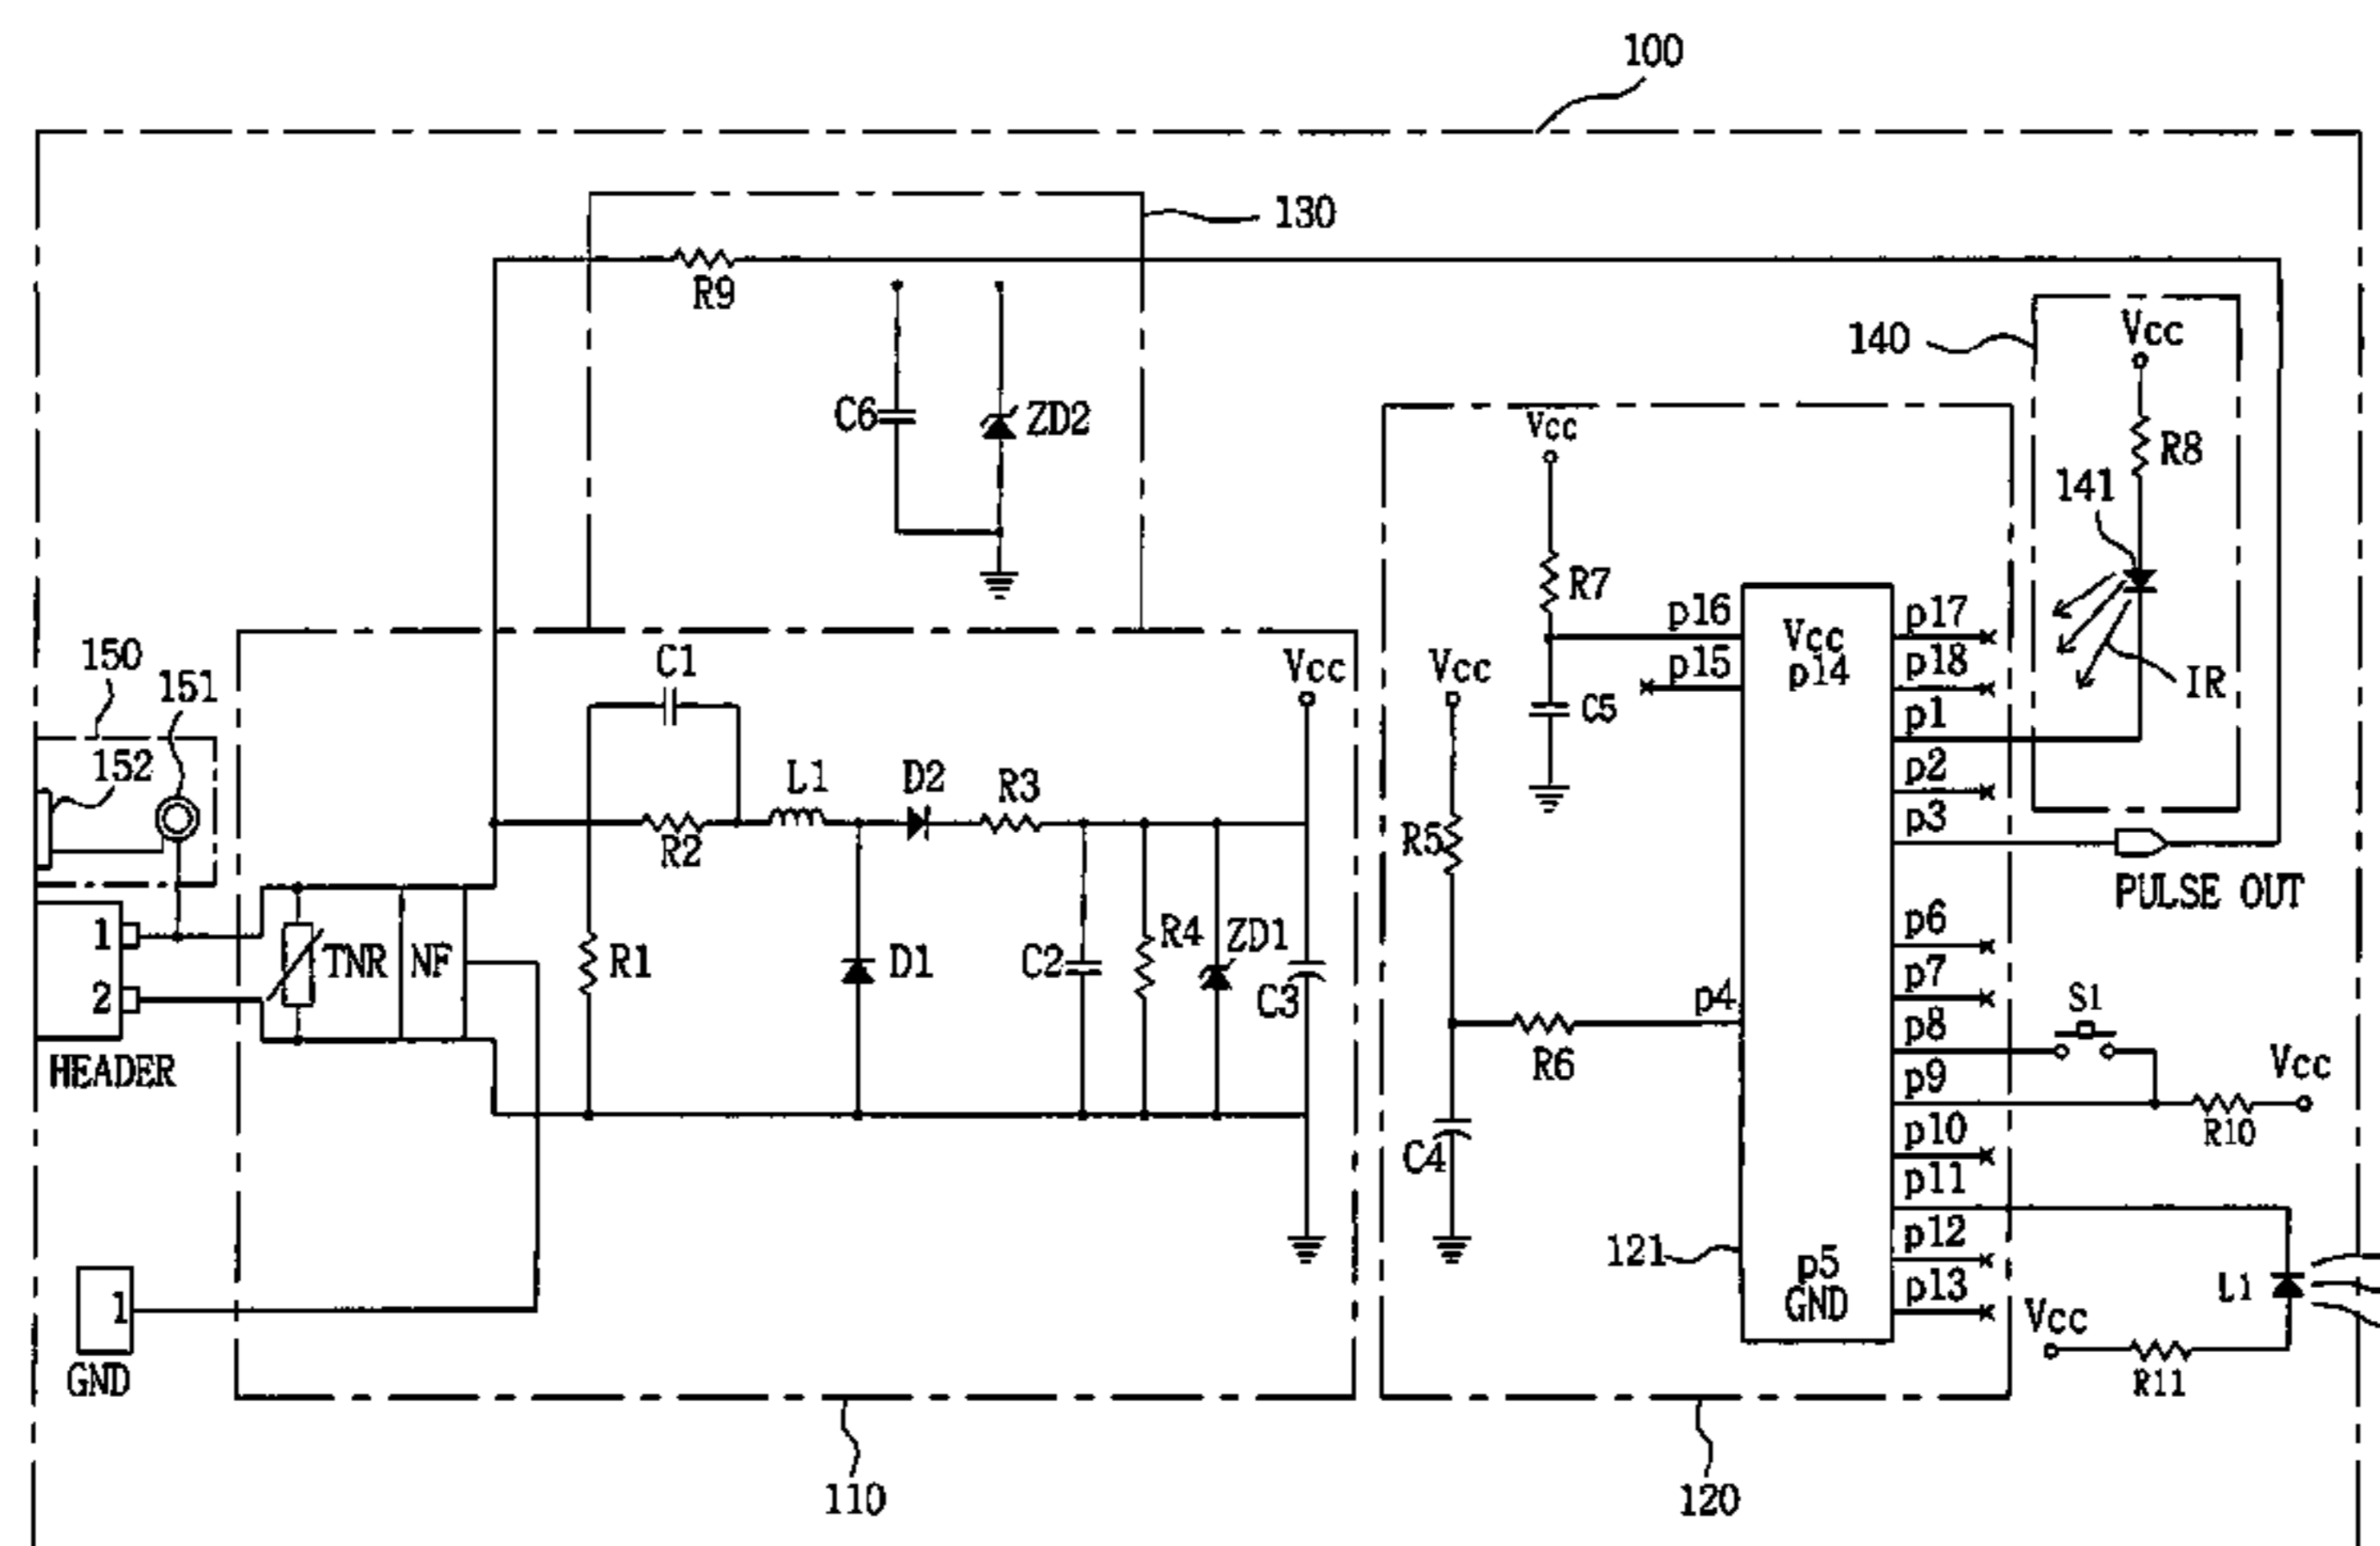 100
130
R9
140
Vcc
C6
ZD2
Vcc
R8
141
R7
p16
Vcc
p14
p17
150
151
C1
Vcc
Vcc
p15
p18
IR
C5
p1
152
L1
D2
R3
p2
R2
R5
p3
PULSE OUT
1
TNR
NF
R1
D1
C2
R4
ZD1
C3
p6
p7
2
p4
S1
HEADER
R6
p8
Vcc
p9
R10
C4
p10
p11
121
p5
GND
p12
p13
L1
1
Vcc
GND
R11
110
120